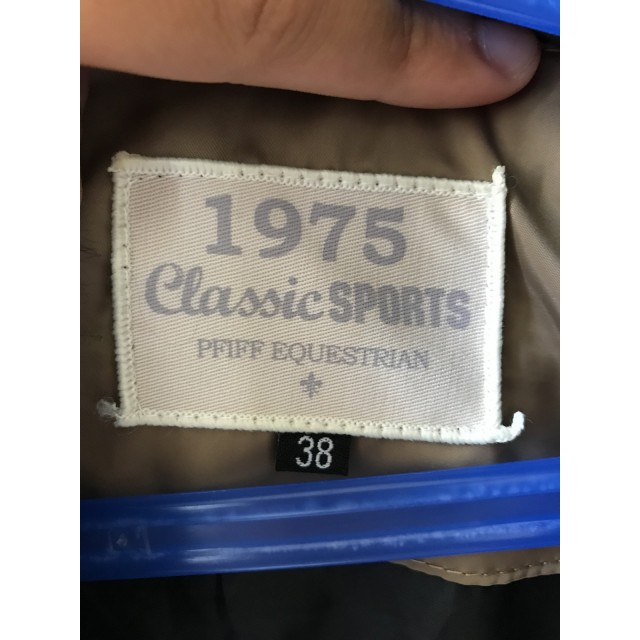 1975
Classic SPORTS
PFIFF EQUESTRIAN
38